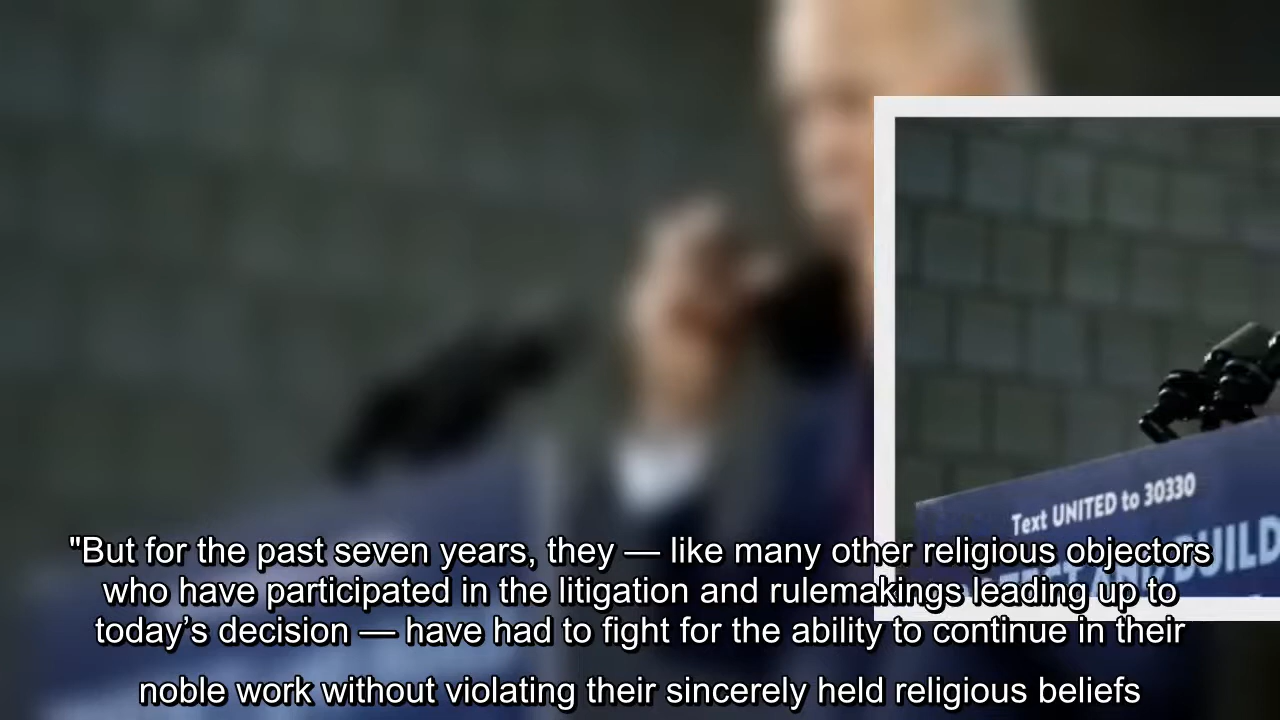 Text UNITED to 30330
BUILD
"But for the past seven years, they — like many other religious objectors
who have participated in the litigation and rulemakings leading up to
today’s decision — have had to fight for the ability to continue in their
noble work without violating their sincerely held religious beliefs